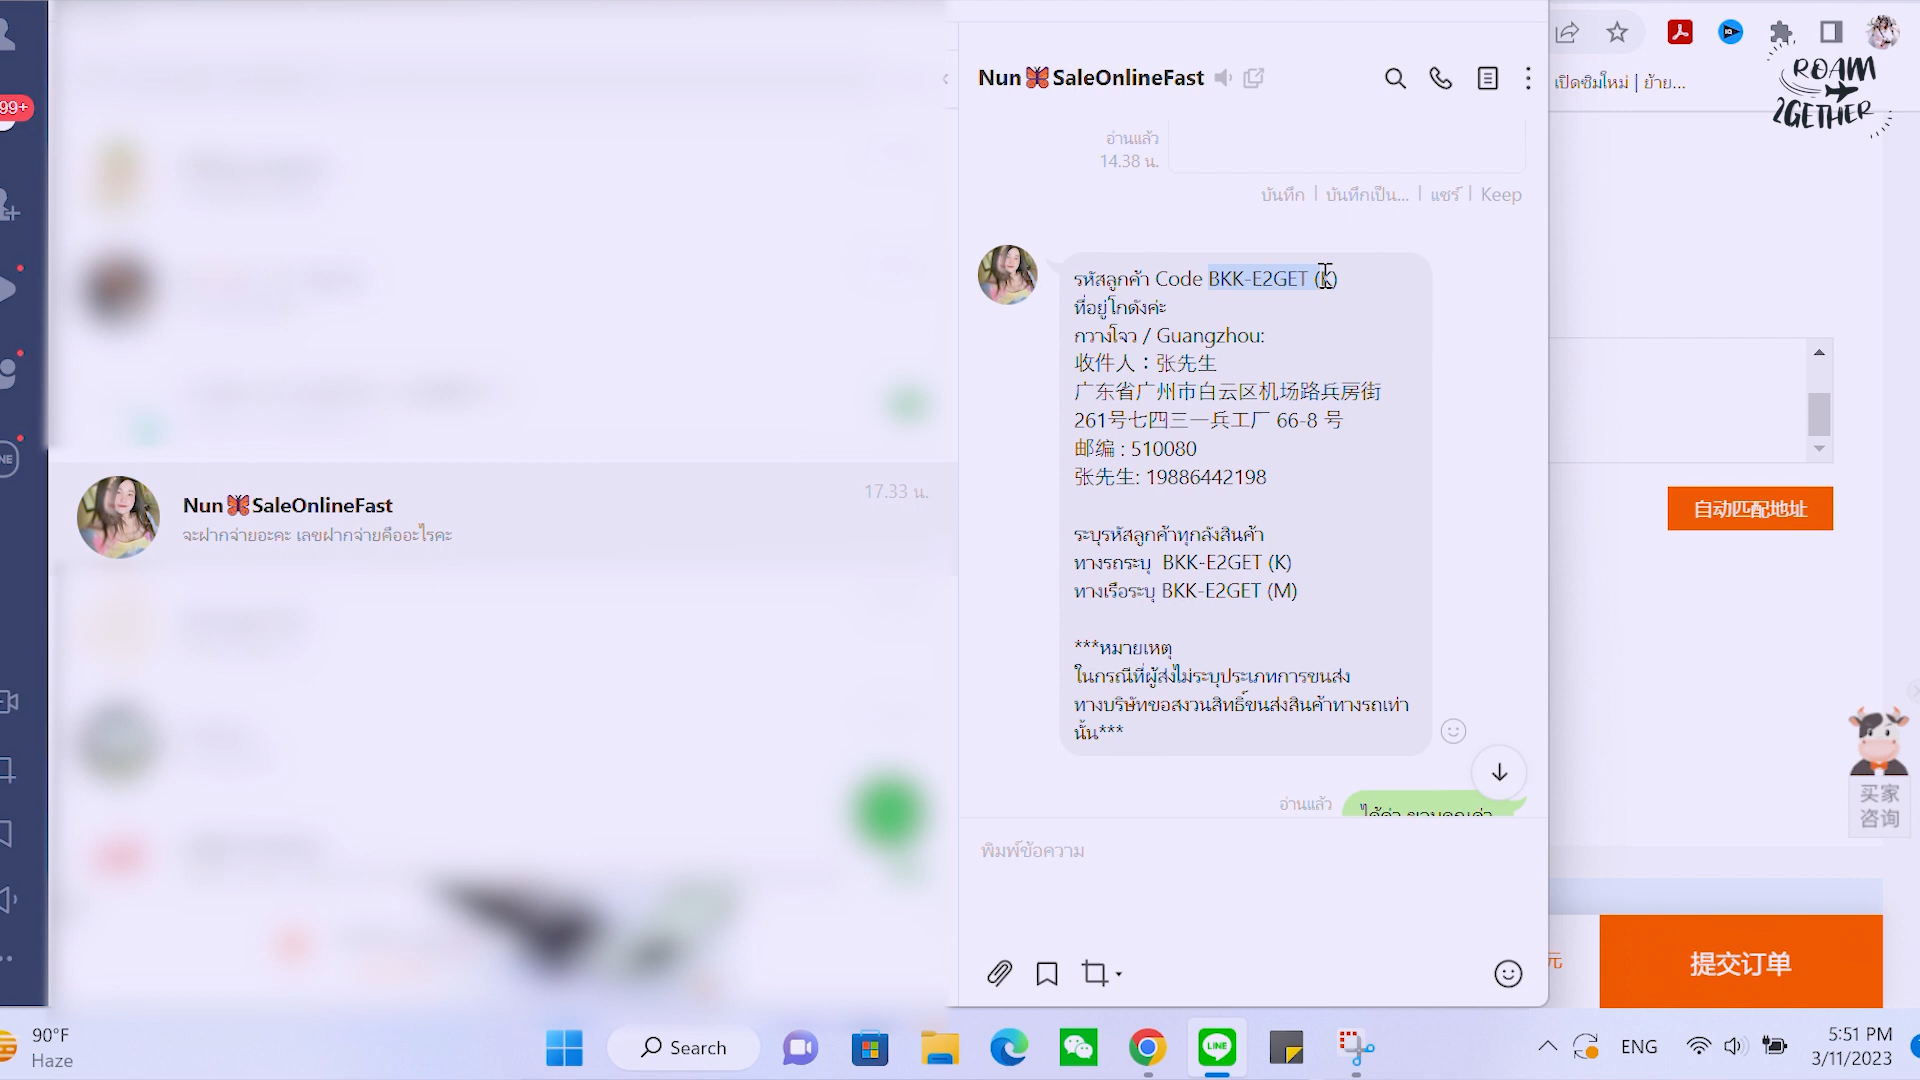 99+
Nun🦋SaleOnlineFast
เปิดซิมใหม่ | ย้าย...
ROAM
2GETHER
อ่านแล้ว
14.38 น.
บันทึก | บันทึกเป็น... | แชร์ | Keep
รหัสลูกค้า Code BKK-E2GET (K)
ที่อยู่โกดังค่ะ
กวางโจว / Guangzhou:
收件人：张先生
广东省广州市白云区机场路兵房街
261号七四三一兵工厂 66-8 号
邮编 : 510080
张先生: 19886442198
ระบุรหัสลูกค้าทุกลังสินค้า
ทางรถระบุ  BKK-E2GET (K)
ทางเรือระบุ BKK-E2GET (M)
***หมายเหตุ
ในกรณีที่ผู้ส่งไม่ระบุประเภทการขนส่ง
ทางบริษัทขอสงวนสิทธิ์ขนส่งสินค้าทางรถเท่า
นั้น***
อ่านแล้ว
ได้ค่ะ ขอบคุณค่ะ
พิมพ์ข้อความ
Nun🦋SaleOnlineFast
17.33 น.
จะฝากจ่ายอะคะ เลขฝากจ่ายคืออะไรคะ
自动匹配地址
买家
咨询
元
提交订单
90°F
Haze
Search
LINE
ENG
5:51 PM
3/11/2023